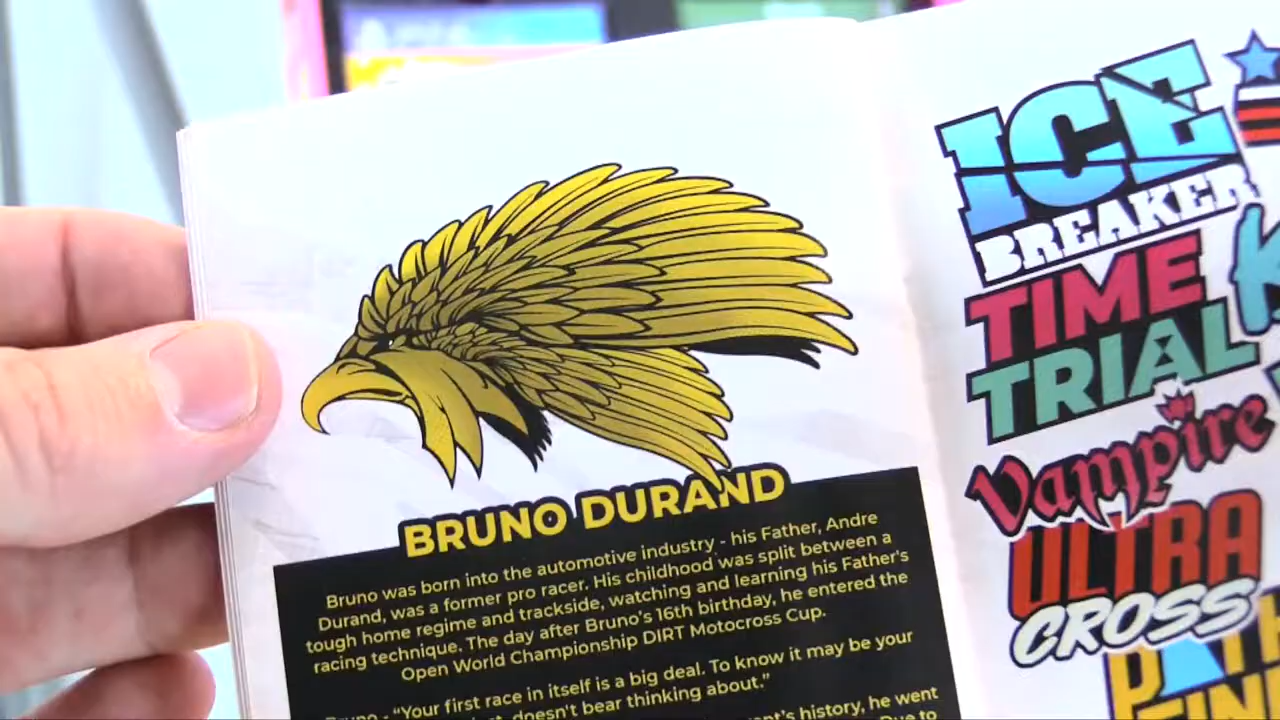 BRUNO DURAND
Bruno was born into the automotive industry - his Father, Andre
Durand, was a former pro racer. His childhood was split between a
tough home regime and trackside, watching and learning his Father's
racing technique. The day after Bruno's 16th birthday, he entered the
Open World Championship DIRT Motocross Cup.
Bruno - “Your first race in itself is a big deal. To know it may be your
doesn't bear thinking about.”
history, he went
Due to
ICE
BREAKER
TIME
TRIAL
Vampire
ULTRA
CROSS